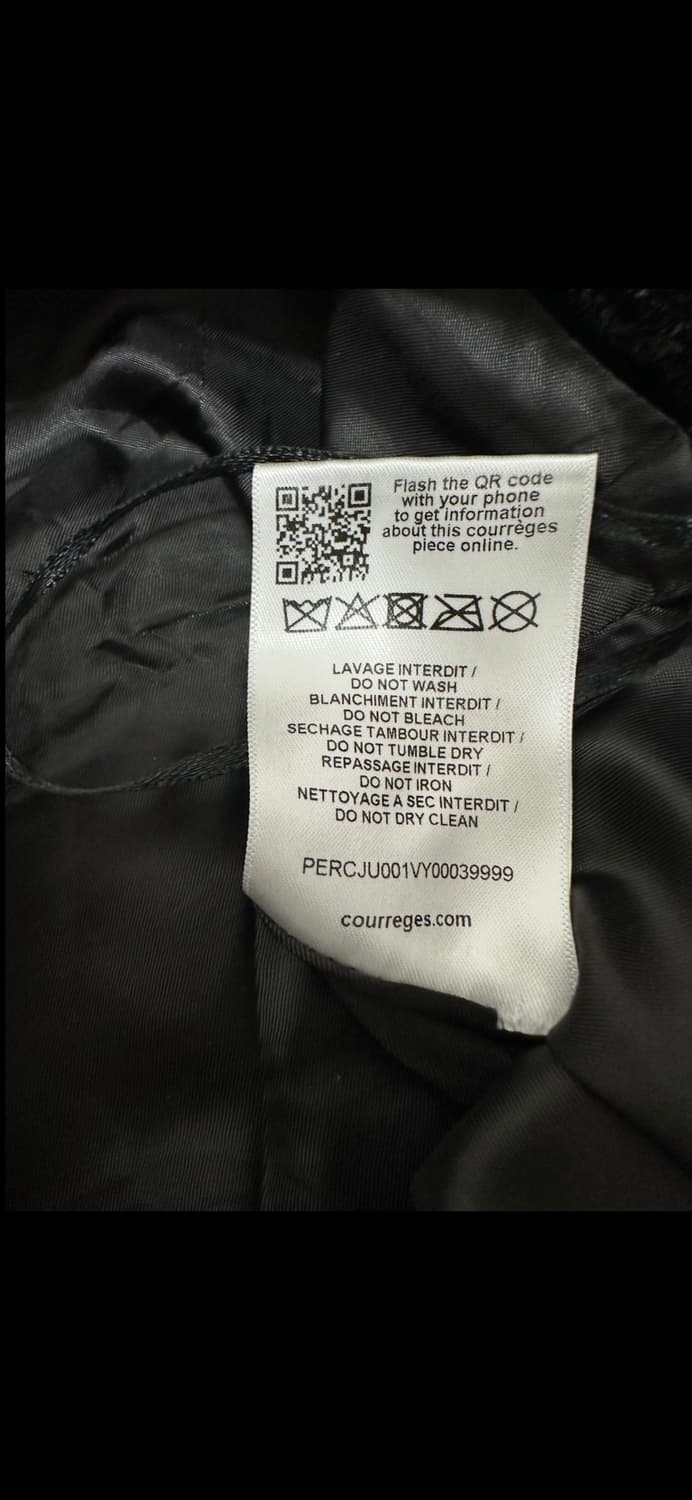 Flash the QR code
with your phone
to get information
about this courrèges
piece online.
LAVAGE INTERDIT /
DO NOT WASH
BLANCHIMENT INTERDIT /
DO NOT BLEACH
SECHAGE TAMBOUR INTERDIT /
DO NOT TUMBLE DRY
REPASSAGE INTERDIT /
DO NOT IRON
NETTOYAGE A SEC INTERDIT /
DO NOT DRY CLEAN
PERCJU001VY00039999
courreges.com